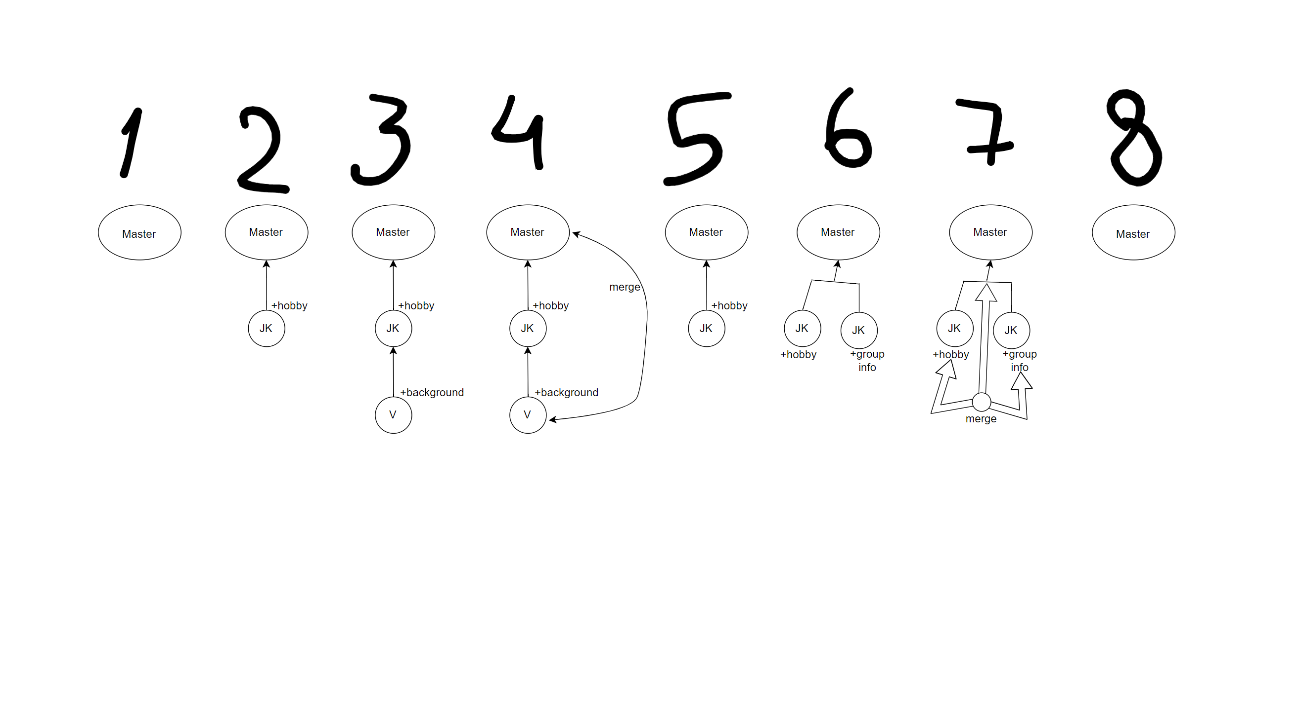 1 2 3 4 5 6 7 8
Master Master Master Master Master Master Master Master
merge
+hobby +hobby +hobby +hobby
JK JK JK JK JK JK JK JK
+hobby +group +hobby +group
info info
+background +background
V V
merge